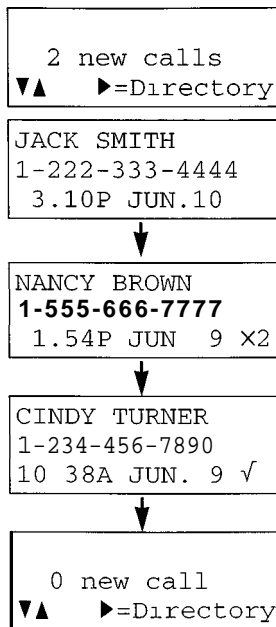 2 new calls
▼▲ ▶=Directory
JACK SMITH
1-222-333-4444
3.10P JUN.10
NANCY BROWN
1-555-666-7777
1.54P JUN 9 ×2
CINDY TURNER
1-234-456-7890
10 38A JUN. 9 √
0 new call
▼▲ ▶=Directory